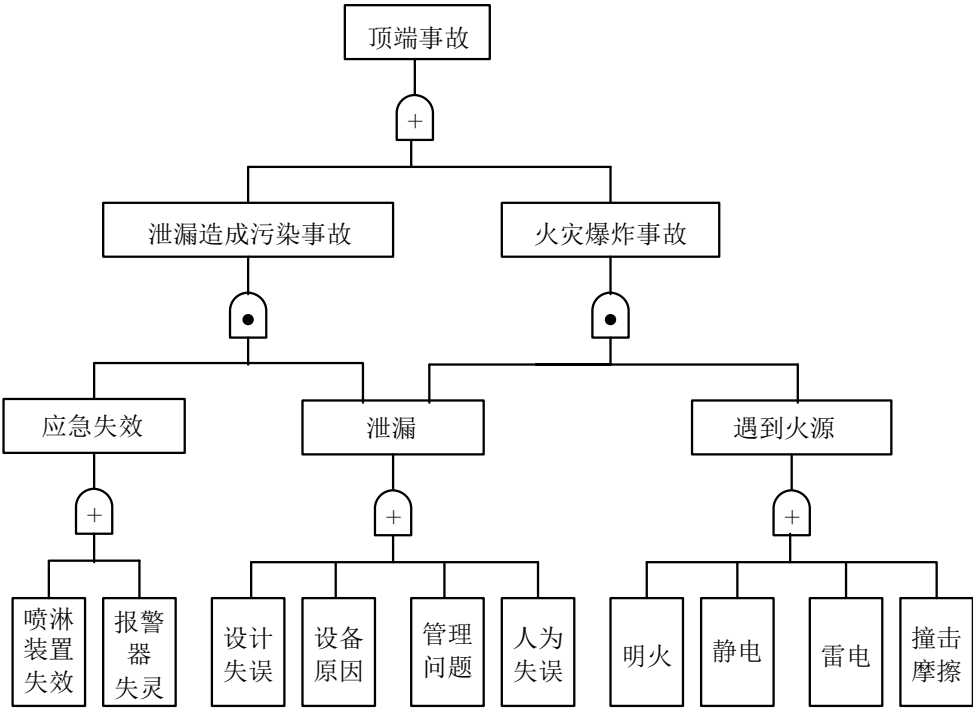 顶端事故
+
泄漏造成污染事故
火灾爆炸事故
应急失效
泄漏
遇到火源
+
+
+
喷淋
装置
失效
报警
器
失灵
设计
失误
设备
原因
管理
问题
人为
失误
明火
静电
雷电
撞击
摩擦